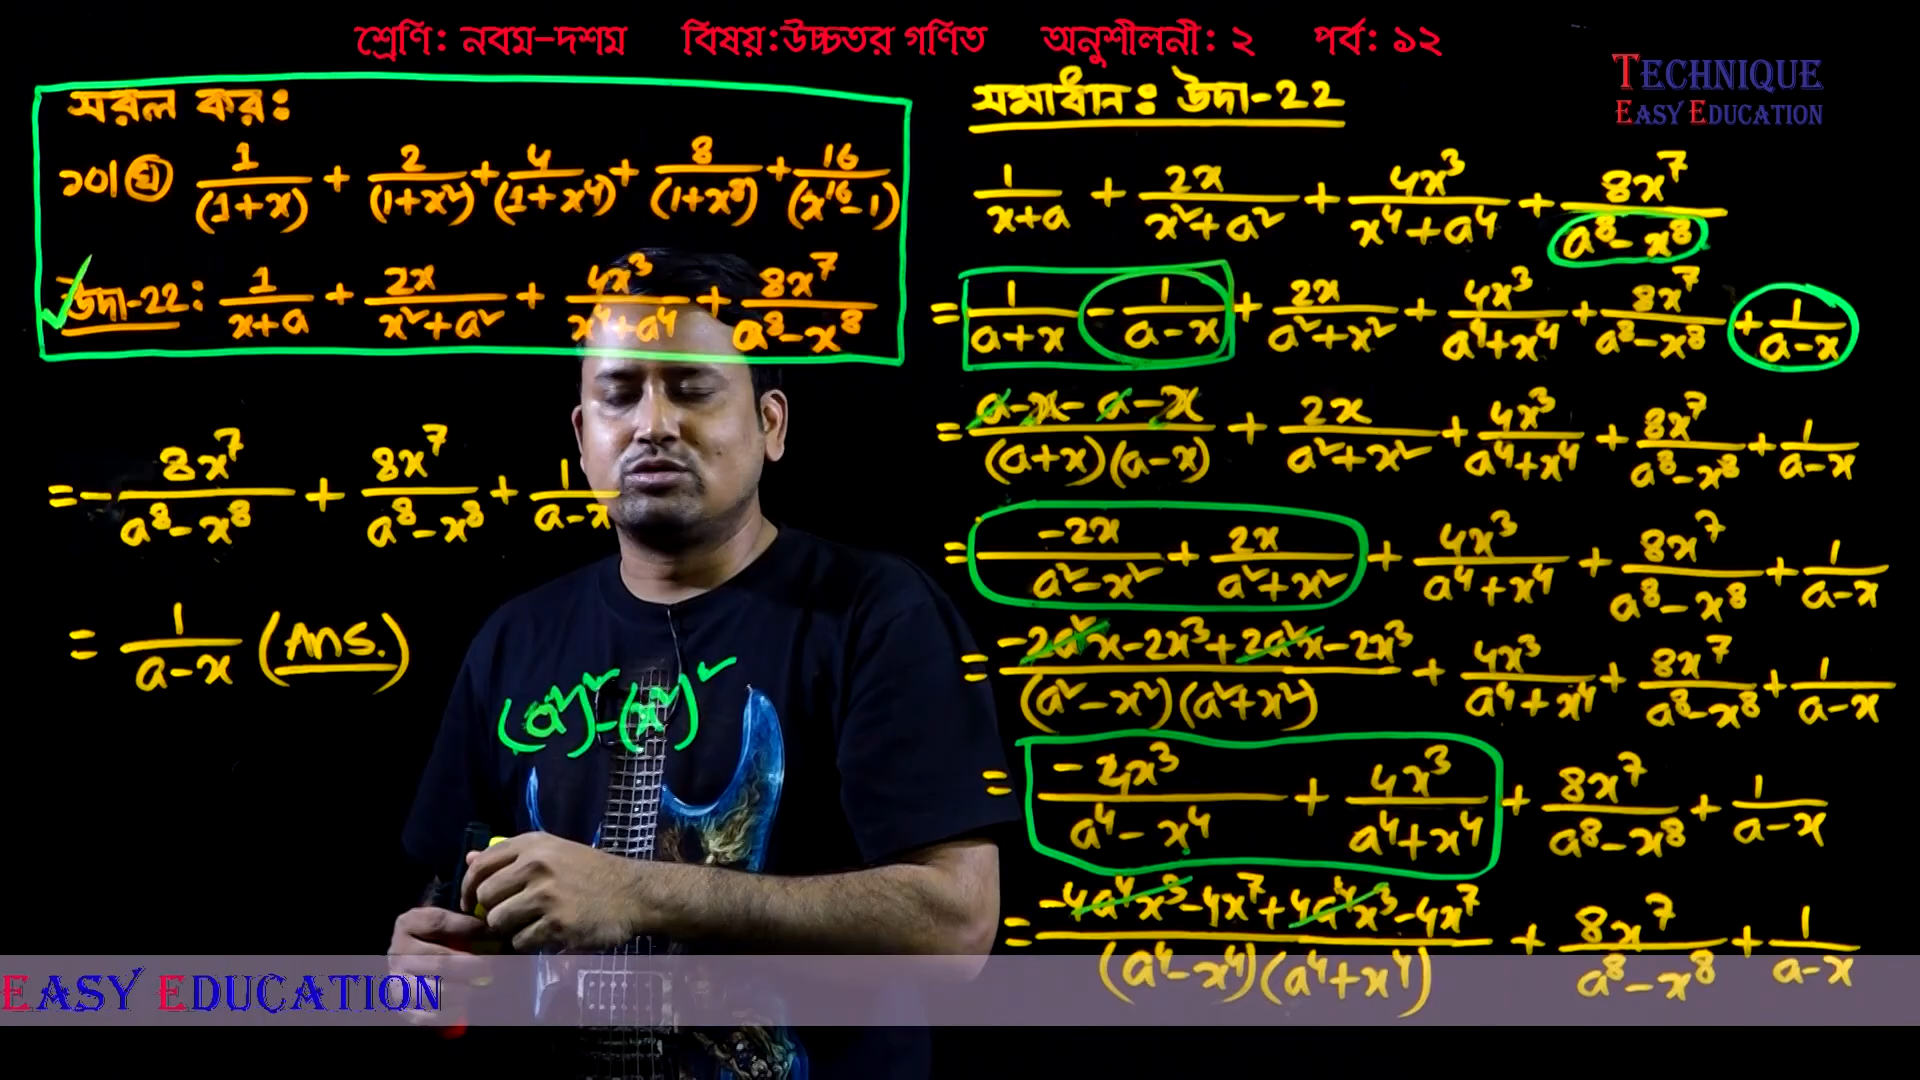 শ্রেণি: নবম-দশম বিষয়:উচ্চতর গণিত অনুশীলনী: ২ পর্ব: ১২
TECHNIQUE
EASY EDUCATION
সরল কর:
১০। (ঘ) 1/(1+x) + 2/(1+x²) + 4/(1+x⁴) + 8/(1+x⁸) + 16/(x¹⁶-1)
উদা-22: 1/(x+a) + 2x/(x²+a²) + 4x³/(x⁴+a⁴) + 8x⁷/(a⁸-x⁸)
= - 8x⁷/(a⁸-x⁸) + 8x⁷/(a⁸-x⁸) + 1/(a-x)
= 1/(a-x) (Ans.)
(a²)²-(x²)²
সমাধান: উদা-22
1/(x+a) + 2x/(x²+a²) + 4x³/(x⁴+a⁴) + 8x⁷/(a⁸-x⁸)
= 1/(a+x) - 1/(a-x) + 2x/(a²+x²) + 4x³/(a⁴+x⁴) + 8x⁷/(a⁸-x⁸) + 1/(a-x)
= (a-x-a-x)/((a+x)(a-x)) + 2x/(a²+x²) + 4x³/(a⁴+x⁴) + 8x⁷/(a⁸-x⁸) + 1/(a-x)
= -2x/(a²-x²) + 2x/(a²+x²) + 4x³/(a⁴+x⁴) + 8x⁷/(a⁸-x⁸) + 1/(a-x)
= (-2a²x-2x³+2a²x-2x³)/((a²-x²)(a²+x²)) + 4x³/(a⁴+x⁴) + 8x⁷/(a⁸-x⁸) + 1/(a-x)
= -4x³/(a⁴-x⁴) + 4x³/(a⁴+x⁴) + 8x⁷/(a⁸-x⁸) + 1/(a-x)
= (-4a⁴x³-4x⁷+4a⁴x³-4x⁷)/((a⁴-x⁴)(a⁴+x⁴)) + 8x⁷/(a⁸-x⁸) + 1/(a-x)
EASY EDUCATION